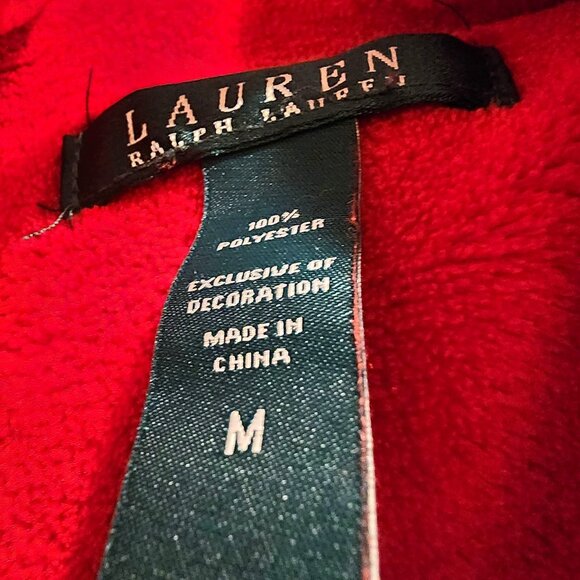 LAUREN
RALPH LAUREN
100%
POLYESTER
EXCLUSIVE OF
DECORATION
MADE IN
CHINA
M